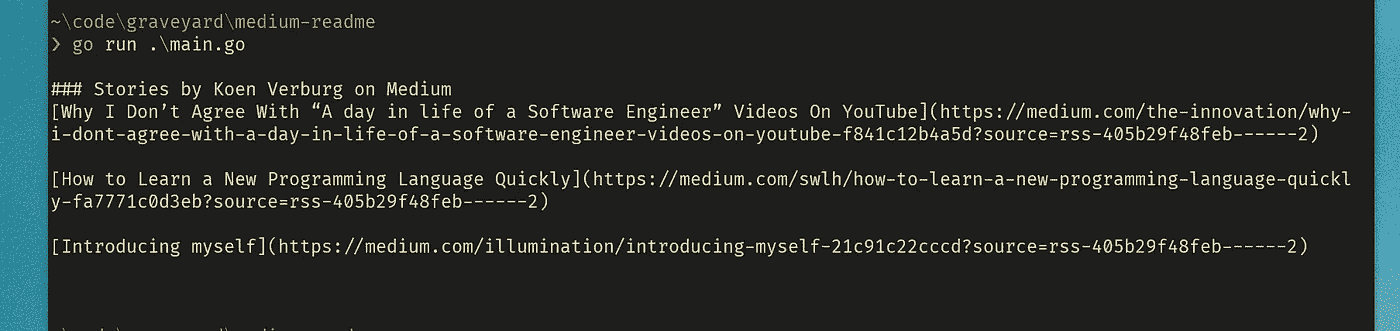 ~\code\graveyard\medium-readme
❯ go run .\main.go
### Stories by Koen Verburg on Medium
[Why I Don’t Agree With “A day in life of a Software Engineer” Videos On YouTube](https://medium.com/the-innovation/why-
i-dont-agree-with-a-day-in-life-of-a-software-engineer-videos-on-youtube-f841c12b4a5d?source=rss-405b29f48feb------2)
[How to Learn a New Programming Language Quickly](https://medium.com/swlh/how-to-learn-a-new-programming-language-quickl
y-fa7771c0d3eb?source=rss-405b29f48feb------2)
[Introducing myself](https://medium.com/illumination/introducing-myself-21c91c22cccd?source=rss-405b29f48feb------2)